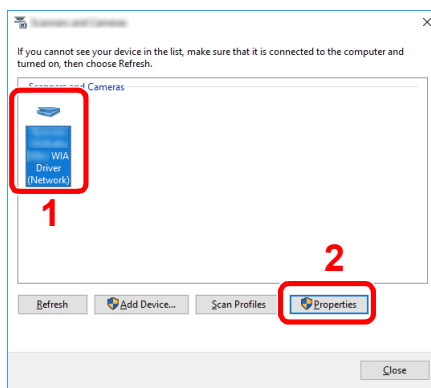 If you cannot see your device in the list, make sure that it is connected to the computer and
turned on, then choose Refresh.
Scanners and Cameras
WIA
Driver
(Network)
1
2
Refresh
Add Device...
Scan Profiles
Properties
Close